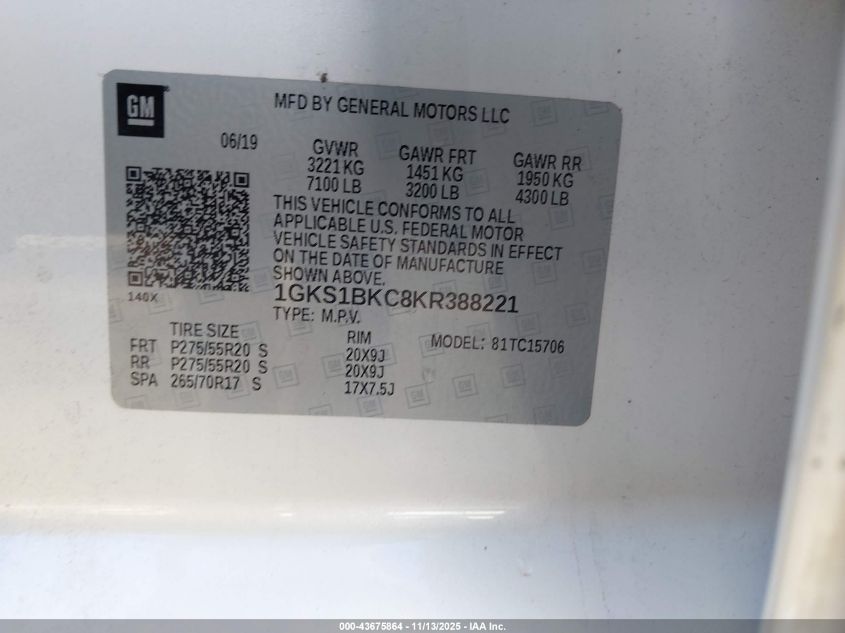 GM
MFD BY GENERAL MOTORS LLC
06/19
GVWR GAWR FRT GAWR RR
3221 KG 1451 KG 1950 KG
7100 LB 3200 LB 4300 LB
THIS VEHICLE CONFORMS TO ALL
APPLICABLE U.S. FEDERAL MOTOR
VEHICLE SAFETY STANDARDS IN EFFECT
ON THE DATE OF MANUFACTURE
SHOWN ABOVE.
140X
1GKS1BKC8KR388221
TYPE: M.P.V.
TIRE SIZE RIM MODEL: 81TC15706
FRT P275/55R20 S 20X9J
RR P275/55R20 S 20X9J
SPA 265/70R17 S 17X7.5J
000-43675864 - 11/13/2025 - IAA Inc.